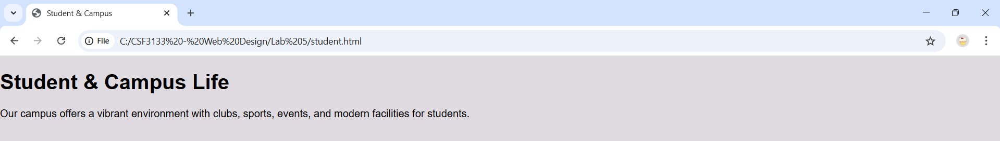 Student & Campus
File C:/CSF3133%20-%20Web%20Design/Lab%205/student.html
Student & Campus Life
Our campus offers a vibrant environment with clubs, sports, events, and modern facilities for students.